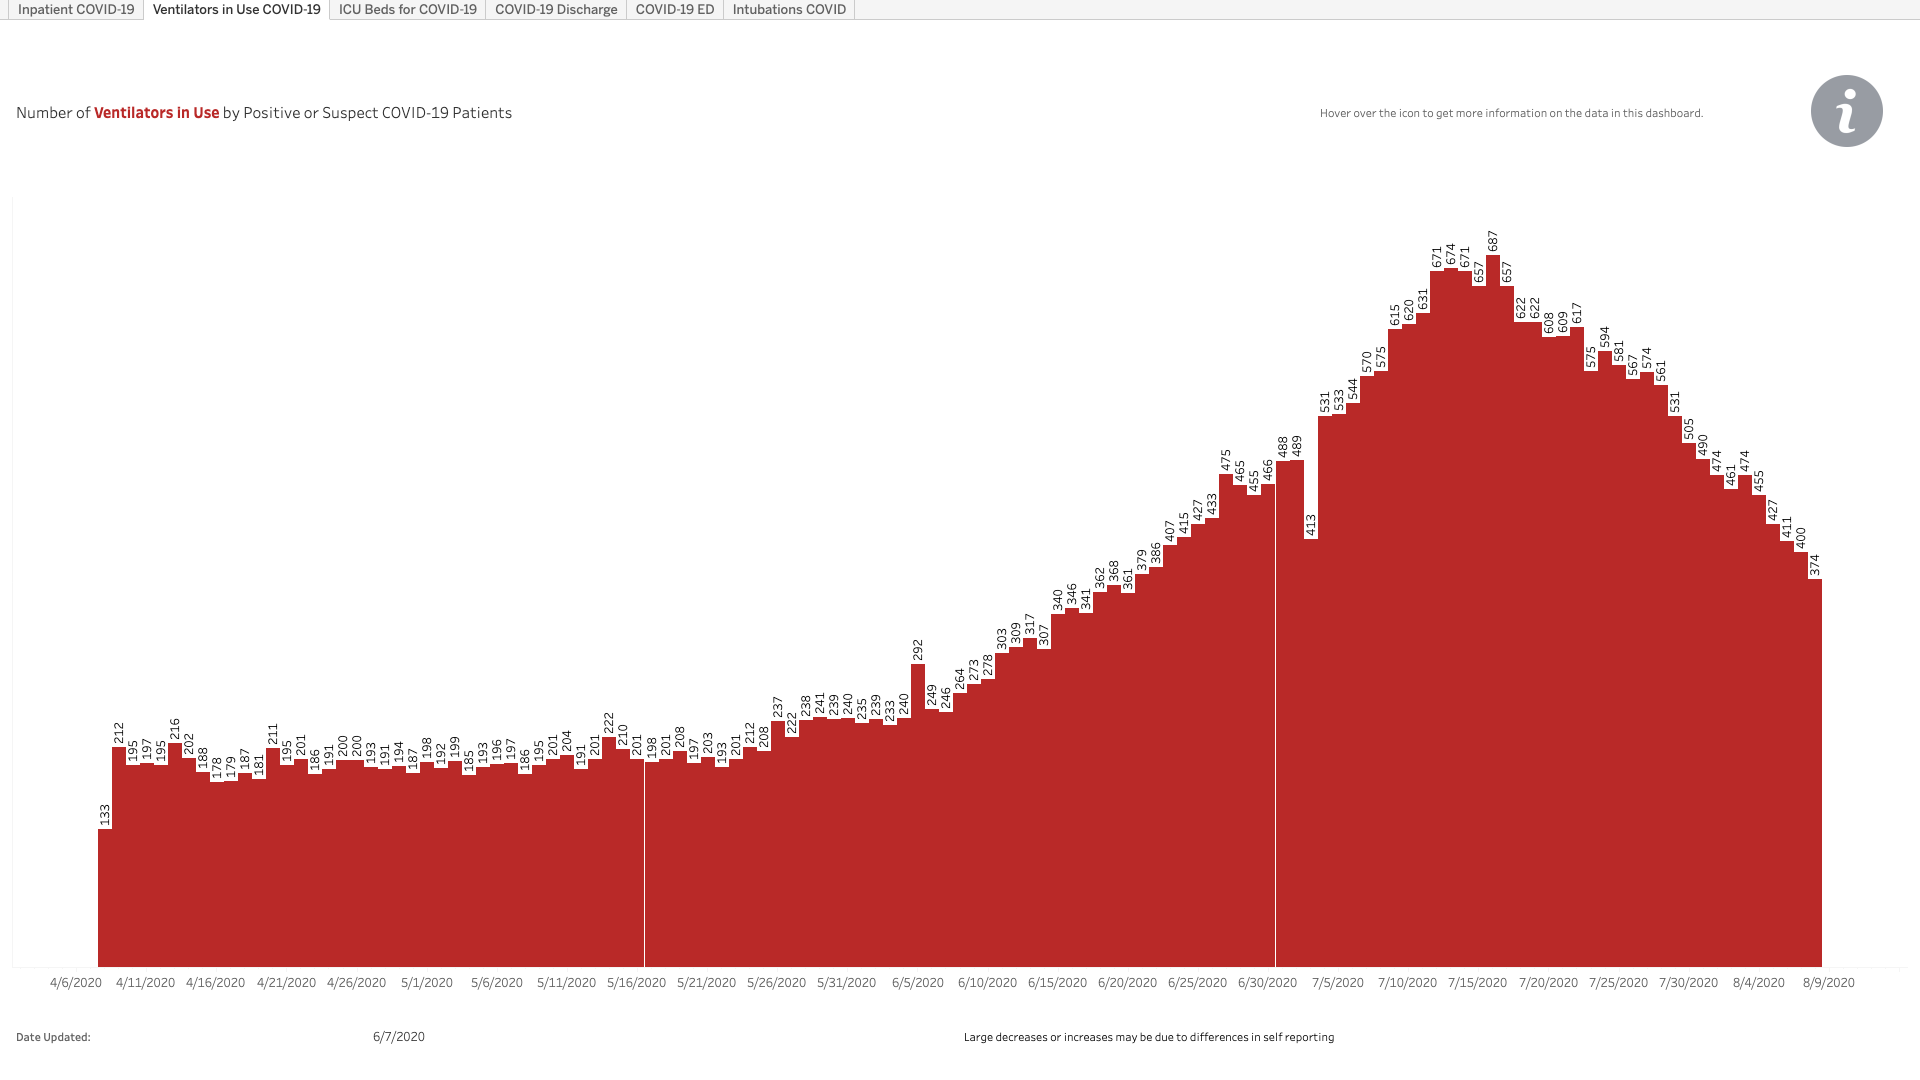 Inpatient COVID-19 Ventilators in Use COVID-19 ICU Beds for COVID-19 COVID-19 Discharge COVID-19 ED Intubations COVID
Number of Ventilators in Use by Positive or Suspect COVID-19 Patients
Hover over the icon to get more information on the data in this dashboard.
i
133 212 195 197 195 216 202 188 178 179 187 181 211 195 201 186 191 200 200 193 191 194 187 198 192 199 185 193 196 197 186 195 201 204 191 201 222 210 201 198 201 208 197 203 193 201 212 208 237 222 238 241 239 240 235 239 233 240 292 249 246 264 273 278 303 309 317 307 340 346 341 362 368 361 379 386 407 415 427 433 475 465 455 466 488 489 413 531 533 544 570 575 615 620 631 671 674 671 657 687 657 622 622 608 609 617 575 594 581 567 574 561 531 505 490 474 461 474 455 427 411 400 374
4/6/2020 4/11/2020 4/16/2020 4/21/2020 4/26/2020 5/1/2020 5/6/2020 5/11/2020 5/16/2020 5/21/2020 5/26/2020 5/31/2020 6/5/2020 6/10/2020 6/15/2020 6/20/2020 6/25/2020 6/30/2020 7/5/2020 7/10/2020 7/15/2020 7/20/2020 7/25/2020 7/30/2020 8/4/2020 8/9/2020
Date Updated: 6/7/2020 Large decreases or increases may be due to differences in self reporting